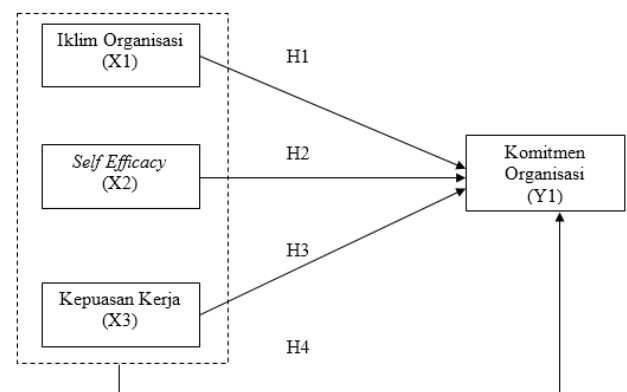 Iklim Organisasi
(X1)
H1
Self Efficacy
(X2)
H2
Komitmen
Organisasi
(Y1)
H3
Kepuasan Kerja
(X3)
H4